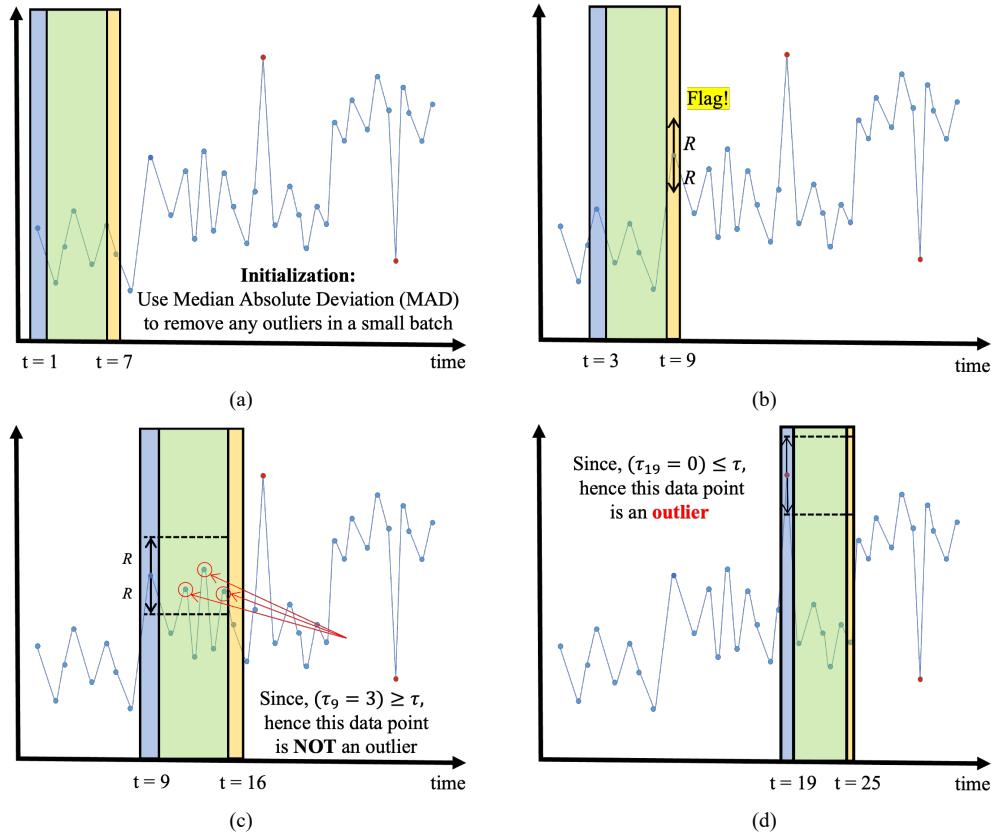 Initialization:
Use Median Absolute Deviation (MAD)
to remove any outliers in a small batch
t = 1
t = 7
time
(a)
Flag!
R
R
t = 3
t = 9
time
(b)
R
R
Since, (τ₉ = 3) ≥ τ,
hence this data point
is NOT an outlier
t = 9
t = 16
time
(c)
Since, (τ₁₉ = 0) ≤ τ,
hence this data point
is an outlier
t = 19
t = 25
time
(d)